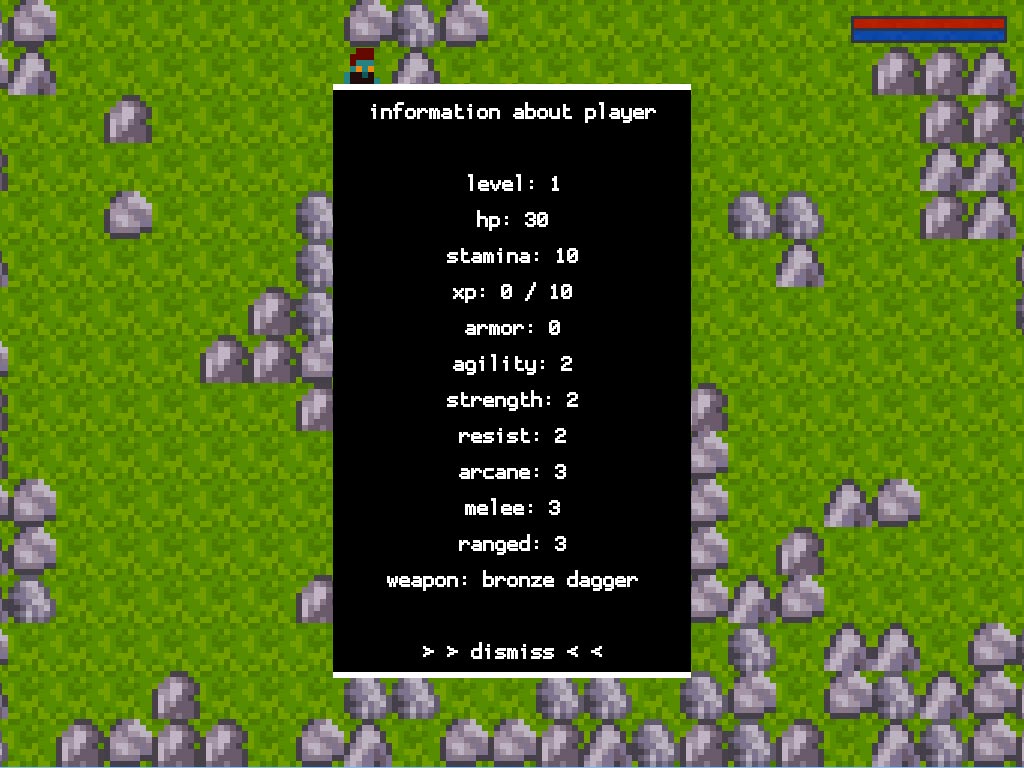 information about player
level: 1
hp: 30
stamina: 10
xp: 0 / 10
armor: 0
agility: 2
strength: 2
resist: 2
arcane: 3
melee: 3
ranged: 3
weapon: bronze dagger
> > dismiss < <